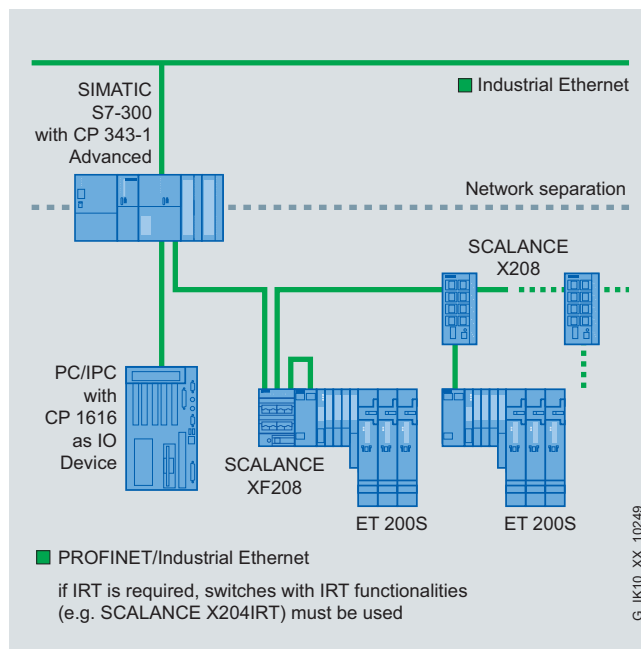 SIMATIC
S7-300
with CP 343-1
Advanced
Industrial Ethernet
Network separation
SCALANCE
X208
PC/IPC
with
CP 1616
as IO
Device
SCALANCE
XF208
ET 200S
ET 200S
PROFINET/Industrial Ethernet
if IRT is required, switches with IRT functionalities
(e.g. SCALANCE X204IRT) must be used
G_IK10_XX_10249